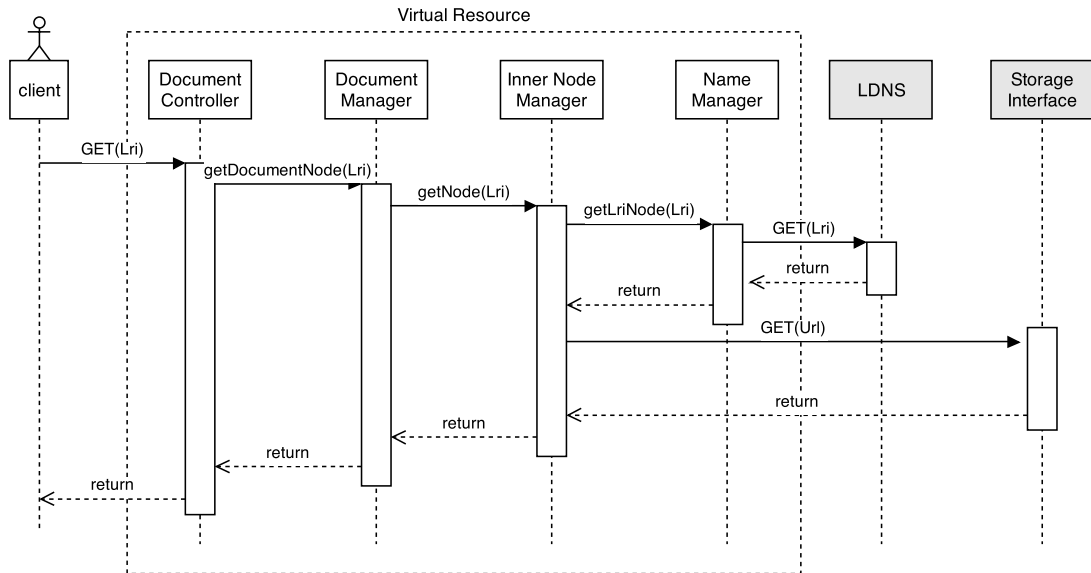 Virtual Resource
client
Document
Controller
Document
Manager
Inner Node
Manager
Name
Manager
LDNS
Storage
Interface
GET(Lri)
getDocumentNode(Lri)
getNode(Lri)
getLriNode(Lri)
GET(Lri)
return
return
GET(Url)
return
return
return
return